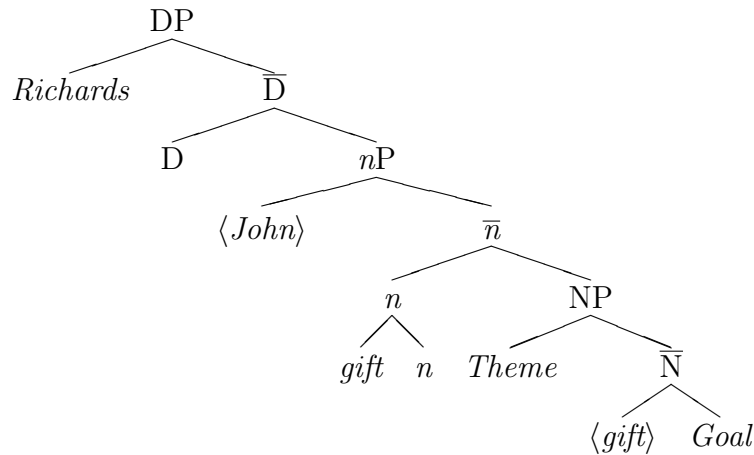 DP
Richards D̅
D nP
⟨John⟩ n̅
n NP
gift n Theme N̅
⟨gift⟩ Goal